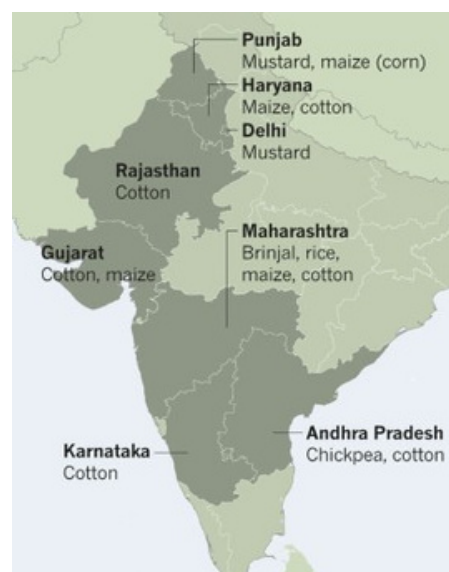 Punjab
Mustard, maize (corn)
Haryana
Maize, cotton
Delhi
Mustard
Rajasthan
Cotton
Maharashtra
Brinjal, rice,
maize, cotton
Gujarat
Cotton, maize
Andhra Pradesh
Chickpea, cotton
Karnataka
Cotton